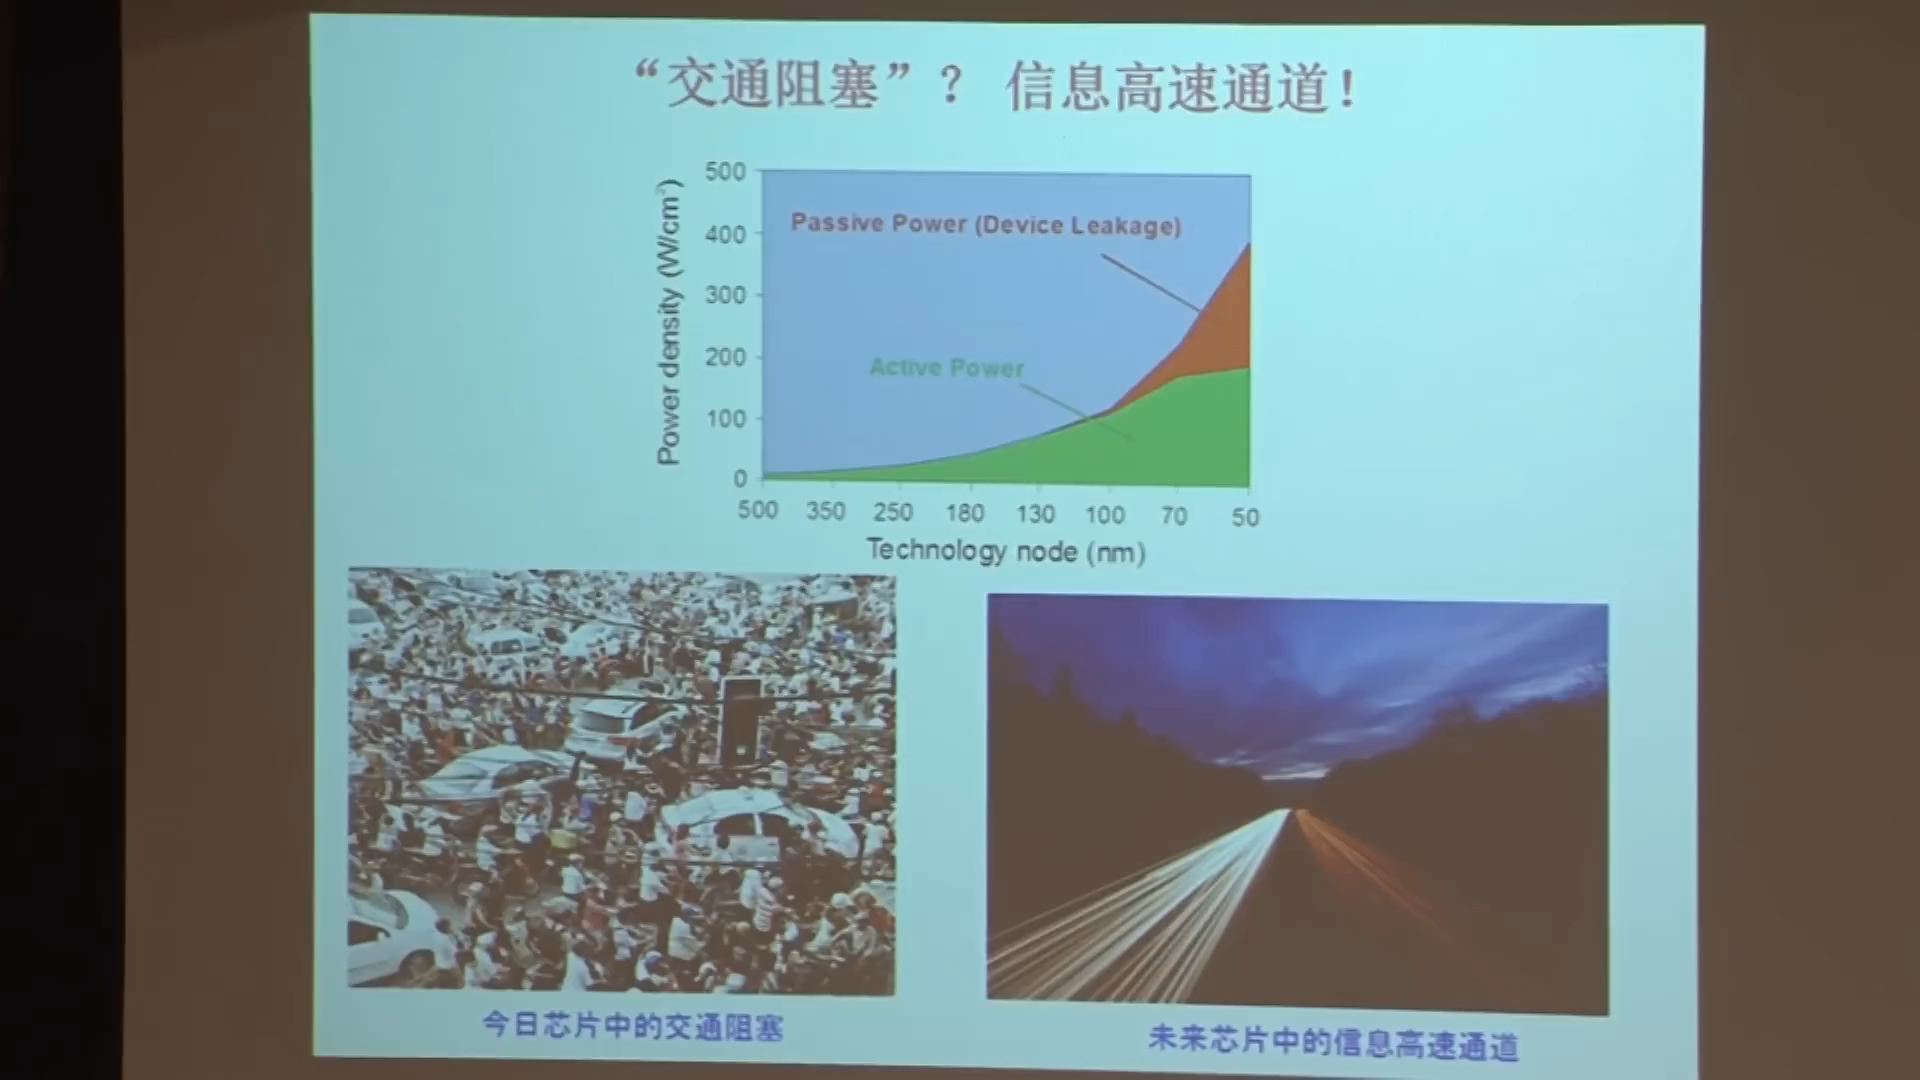 “交通阻塞”？ 信息高速通道！
500
400
300
200
100
0
Power density (W/cm²)
Passive Power (Device Leakage)
Active Power
500 350 250 180 130 100 70 50
Technology node (nm)
今日芯片中的交通阻塞
未来芯片中的信息高速通道